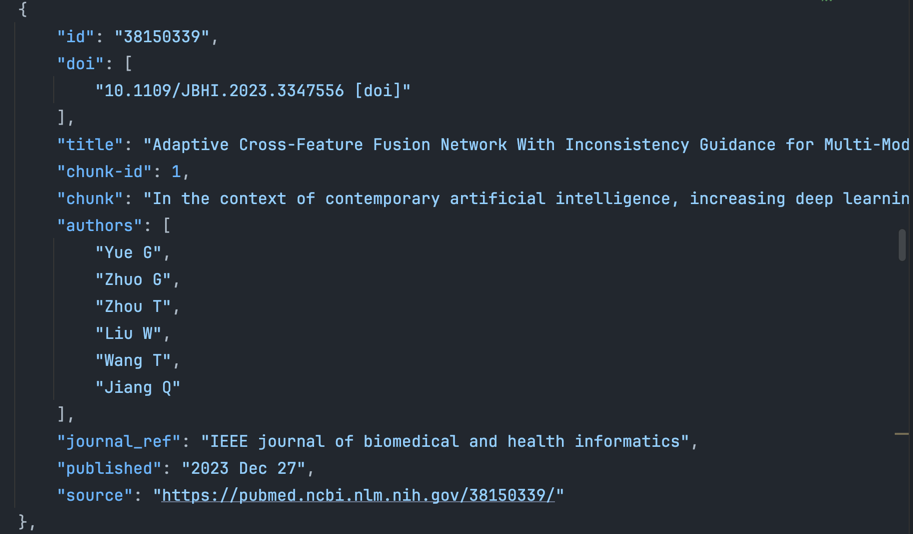 {
"id": "38150339",
"doi": [
"10.1109/JBHI.2023.3347556 [doi]"
],
"title": "Adaptive Cross-Feature Fusion Network With Inconsistency Guidance for Multi-Mod
"chunk-id": 1,
"chunk": "In the context of contemporary artificial intelligence, increasing deep learnin
"authors": [
"Yue G",
"Zhuo G",
"Zhou T",
"Liu W",
"Wang T",
"Jiang Q"
],
"journal_ref": "IEEE journal of biomedical and health informatics",
"published": "2023 Dec 27",
"source": "https://pubmed.ncbi.nlm.nih.gov/38150339/"
},